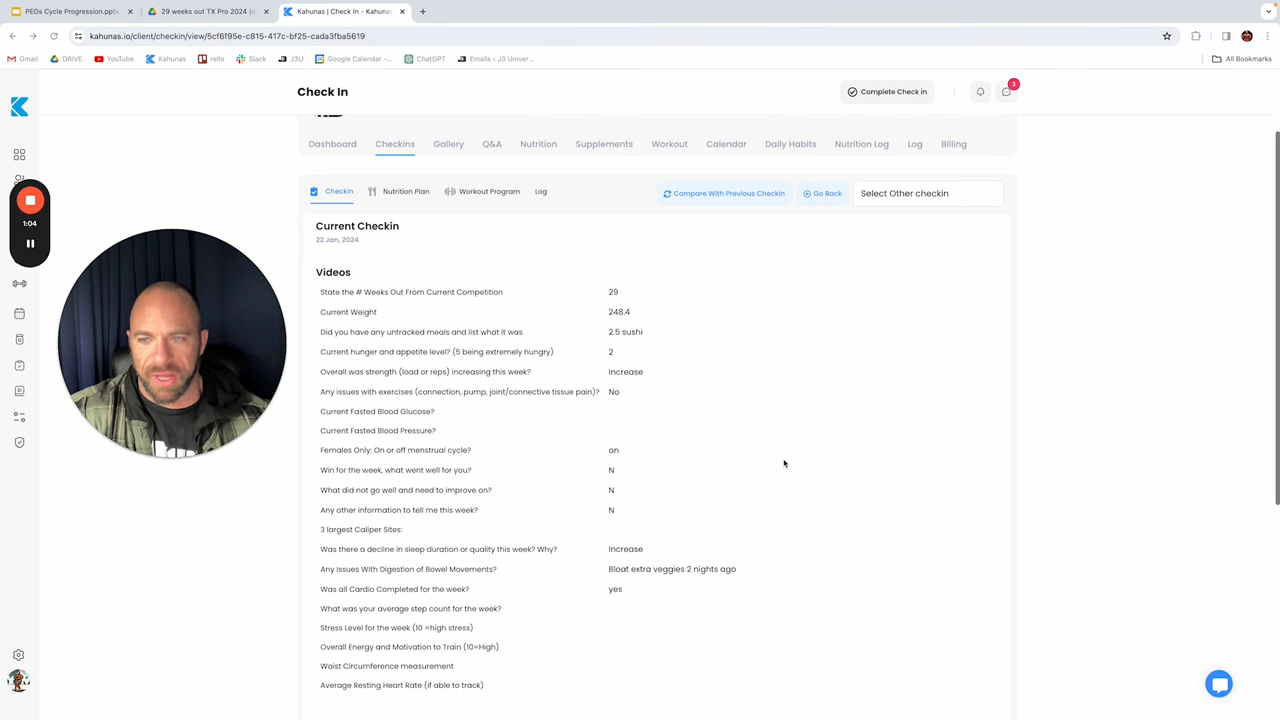 PEDs Cycle Progression.pptx
29 weeks out TX Pro 2024 (o
Kahunas | Check In - Kahunas
kahunas.io/client/checkin/view/5cf6f95e-c815-417c-bf25-cada3fba5619
Gmail DRIVE YouTube Kahunas rello Slack J3U Google Calendar -... ChatGPT Emails ‹ J3 Univer... All Bookmarks
Check In
Complete Check in
3
Dashboard Checkins Gallery Q&A Nutrition Supplements Workout Calendar Daily Habits Nutrition Log Log Billing
Checkin Nutrition Plan Workout Program Log Compare With Previous Checkin Go Back Select Other checkin
1:04
Current Checkin
22 Jan, 2024
Videos
State the # Weeks Out From Current Competition 29
Current Weight 248.4
Did you have any untracked meals and list what it was 2.5 sushi
Current hunger and appetite level? (5 being extremely hungry) 2
Overall was strength (load or reps) increasing this week? Increase
Any issues with exercises (connection, pump, joint/connective tissue pain)? No
Current Fasted Blood Glucose?
Current Fasted Blood Pressure?
Females Only: On or off menstrual cycle? on
Win for the week, what went well for you? N
What did not go well and need to improve on? N
Any other information to tell me this week? N
3 largest Caliper Sites:
Was there a decline in sleep duration or quality this week? Why? Increase
Any Issues With Digestion of Bowel Movements? Bloat extra veggies 2 nights ago
Was all Cardio Completed for the week? yes
What was your average step count for the week?
Stress Level for the week (10 =high stress)
Overall Energy and Motivation to Train (10=High)
Waist Circumference measurement
Average Resting Heart Rate (if able to track)